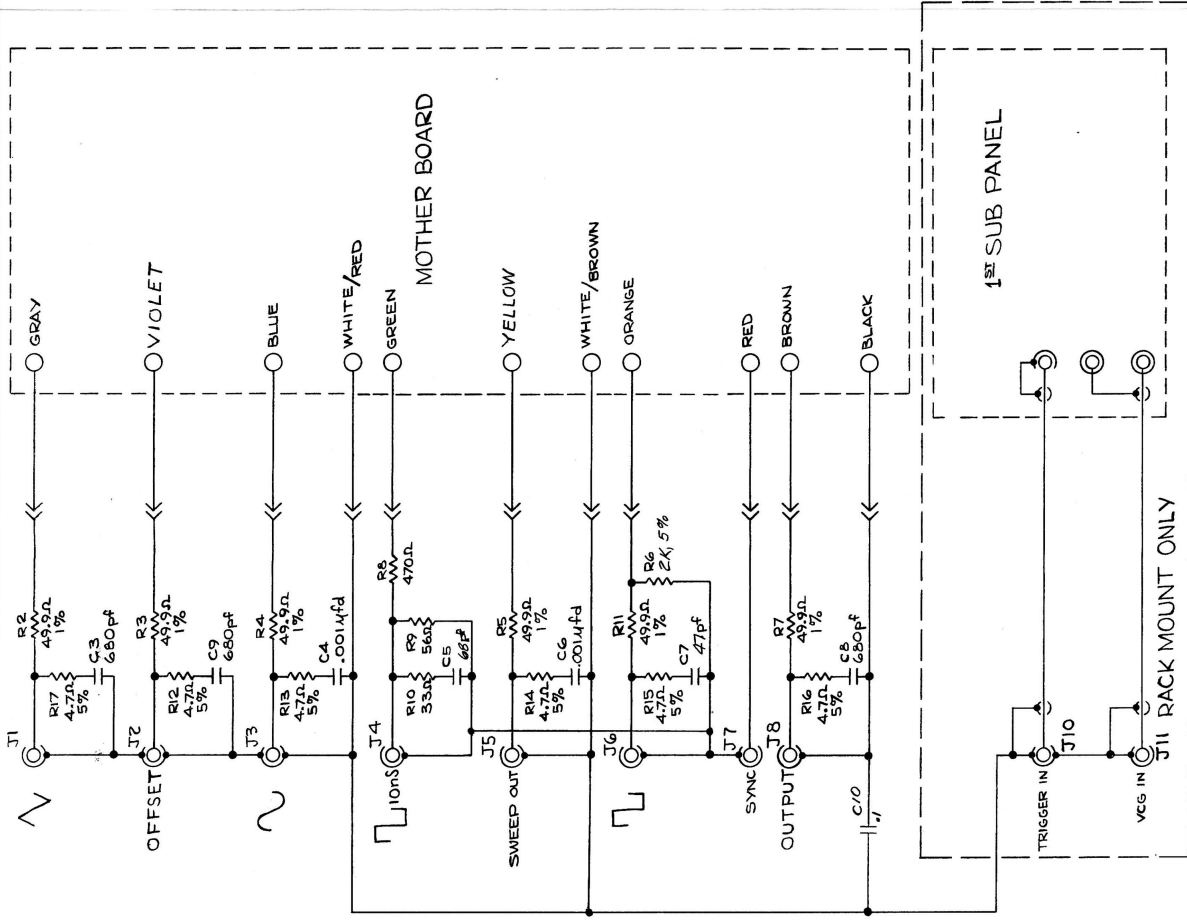 J1
R2
49.9Ω
1%
R17
4.7Ω
5%
C3
680pf
GRAY
J2
OFFSET
R3
49.9Ω
1%
R12
4.7Ω
5%
C9
680pf
VIOLET
J3
R4
49.9Ω
1%
R13
4.7Ω
5%
C4
.001μfd
BLUE
WHITE/RED
J4
10nS
R8
470Ω
R9
56Ω
R10
33Ω
C5
68pf
GREEN
MOTHER BOARD
J5
SWEEP OUT
R5
49.9Ω
1%
R14
4.7Ω
5%
C6
.001μfd
YELLOW
WHITE/BROWN
J6
R11
49.9Ω
1%
R6
2K, 5%
R15
4.7Ω
5%
C7
47pf
ORANGE
J7
SYNC
RED
J8
OUTPUT
R7
49.9Ω
1%
R16
4.7Ω
5%
C8
680pf
BROWN
BLACK
C10
.1
1ST SUB PANEL
J10
TRIGGER IN
J11
VCG IN
RACK MOUNT ONLY